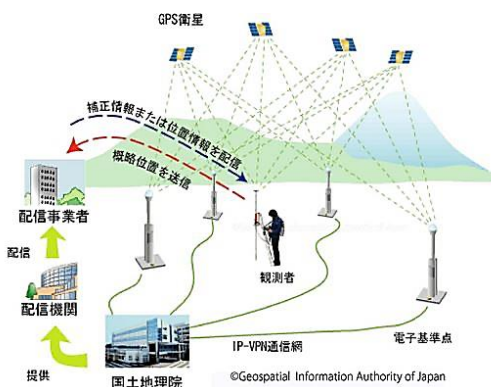 GPS衛星
補正情報または位置情報を配信
概略位置を送信
配信事業者
配信
配信機関
観測者
電子基準点
IP-VPN通信網
提供
国土地理院
©Geospatial Information Authority of Japan